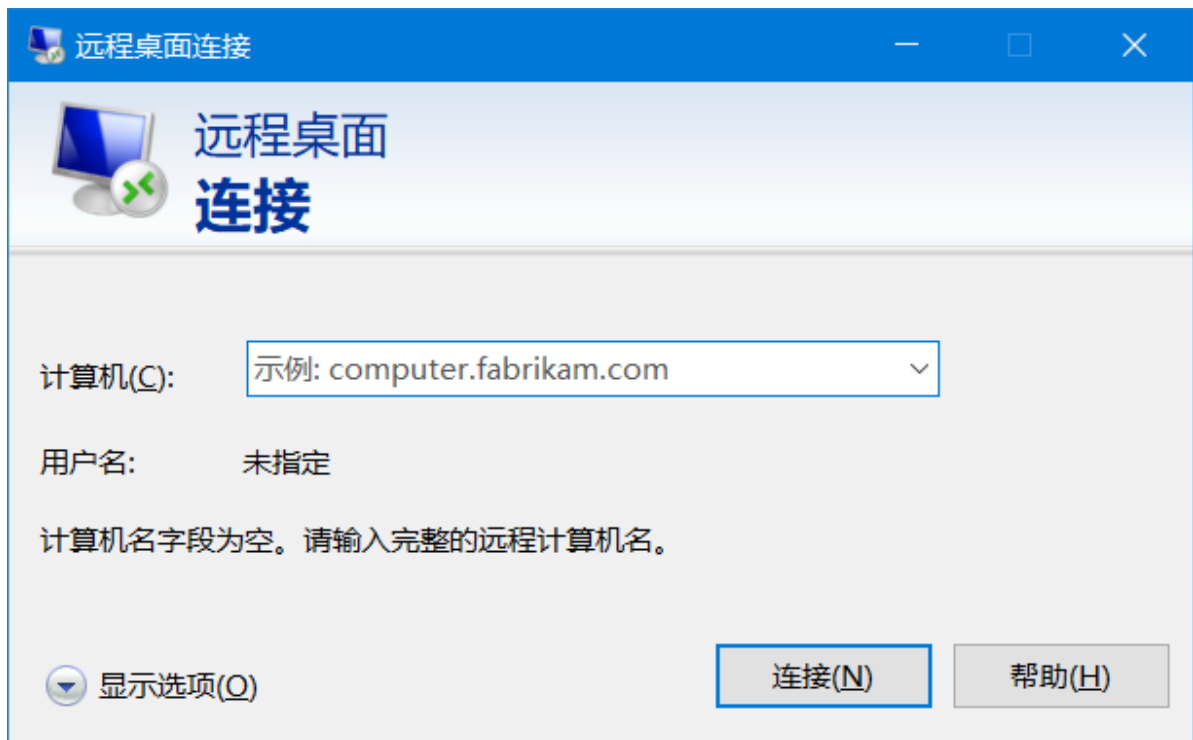 远程桌面连接
远程桌面
连接
计算机(C):
示例: computer.fabrikam.com
用户名:
未指定
计算机名字段为空。请输入完整的远程计算机名。
显示选项(O)
连接(N)
帮助(H)